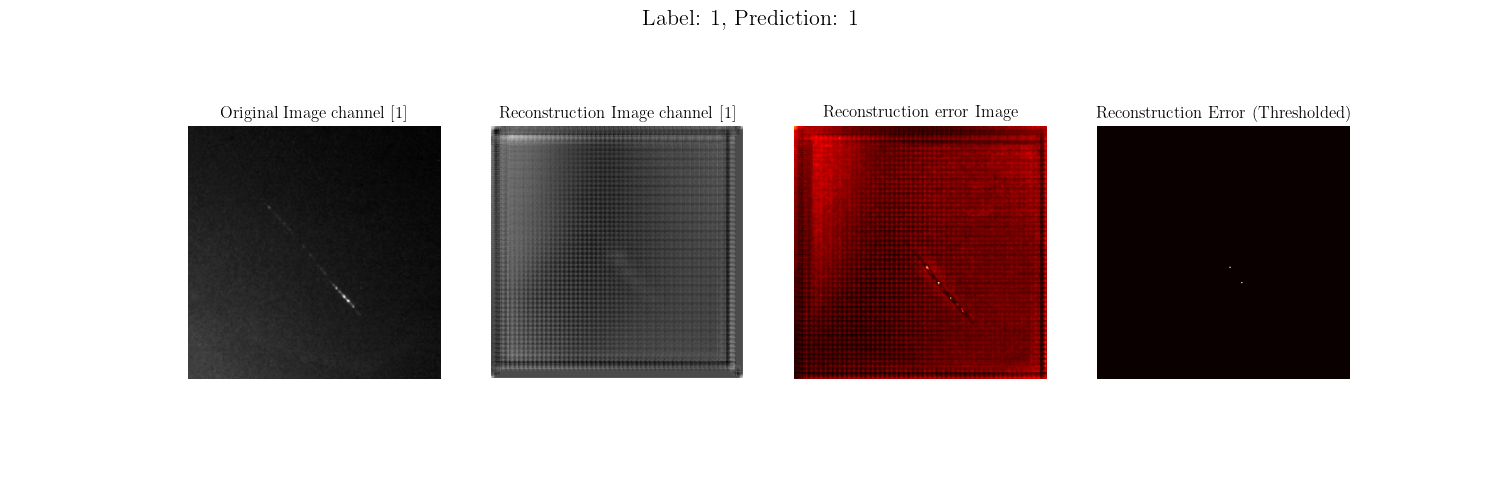 Label: 1, Prediction: 1
Original Image channel [1]
Reconstruction Image channel [1]
Reconstruction error Image
Reconstruction Error (Thresholded)